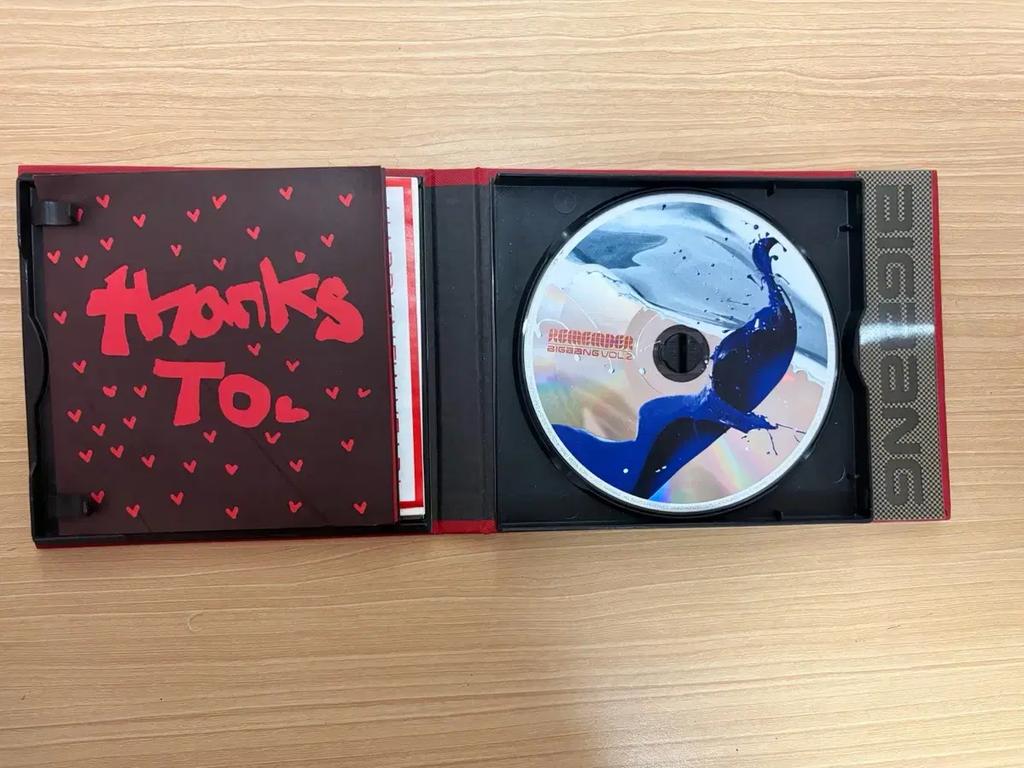 thanks
To.
REMEMBER
BIGBANG VOL.2
BIGBANG